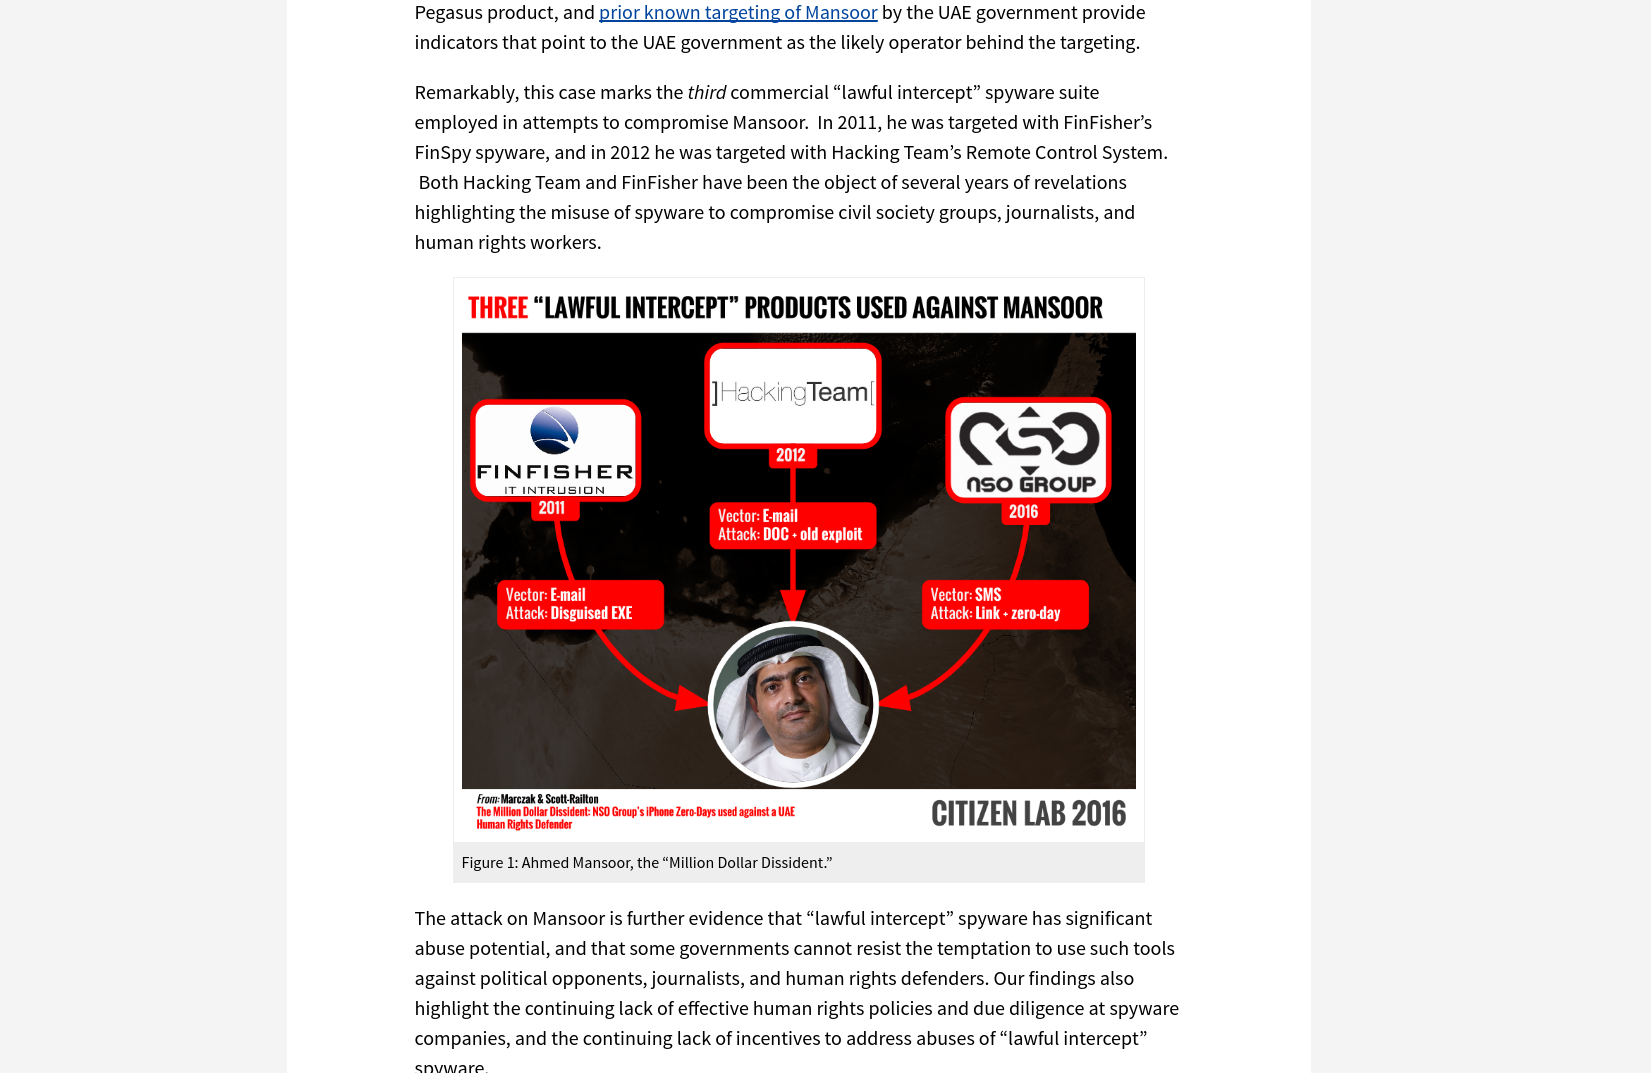 Pegasus product, and prior known targeting of Mansoor by the UAE government provide
indicators that point to the UAE government as the likely operator behind the targeting.
Remarkably, this case marks the third commercial “lawful intercept” spyware suite
employed in attempts to compromise Mansoor.  In 2011, he was targeted with FinFisher’s
FinSpy spyware, and in 2012 he was targeted with Hacking Team’s Remote Control System.
Both Hacking Team and FinFisher have been the object of several years of revelations
highlighting the misuse of spyware to compromise civil society groups, journalists, and
human rights workers.
THREE “LAWFUL INTERCEPT” PRODUCTS USED AGAINST MANSOOR
]HackingTeam[
2012
FINFISHER
IT INTRUSION
2011
NSO GROUP
2016
Vector: E-mail
Attack: DOC + old exploit
Vector: E-mail
Attack: Disguised EXE
Vector: SMS
Attack: Link + zero-day
From: Marczak & Scott-Railton
The Million Dollar Dissident: NSO Group’s iPhone Zero-Days used against a UAE
Human Rights Defender
CITIZEN LAB 2016
Figure 1: Ahmed Mansoor, the “Million Dollar Dissident.”
The attack on Mansoor is further evidence that “lawful intercept” spyware has significant
abuse potential, and that some governments cannot resist the temptation to use such tools
against political opponents, journalists, and human rights defenders. Our findings also
highlight the continuing lack of effective human rights policies and due diligence at spyware
companies, and the continuing lack of incentives to address abuses of “lawful intercept”
spyware.